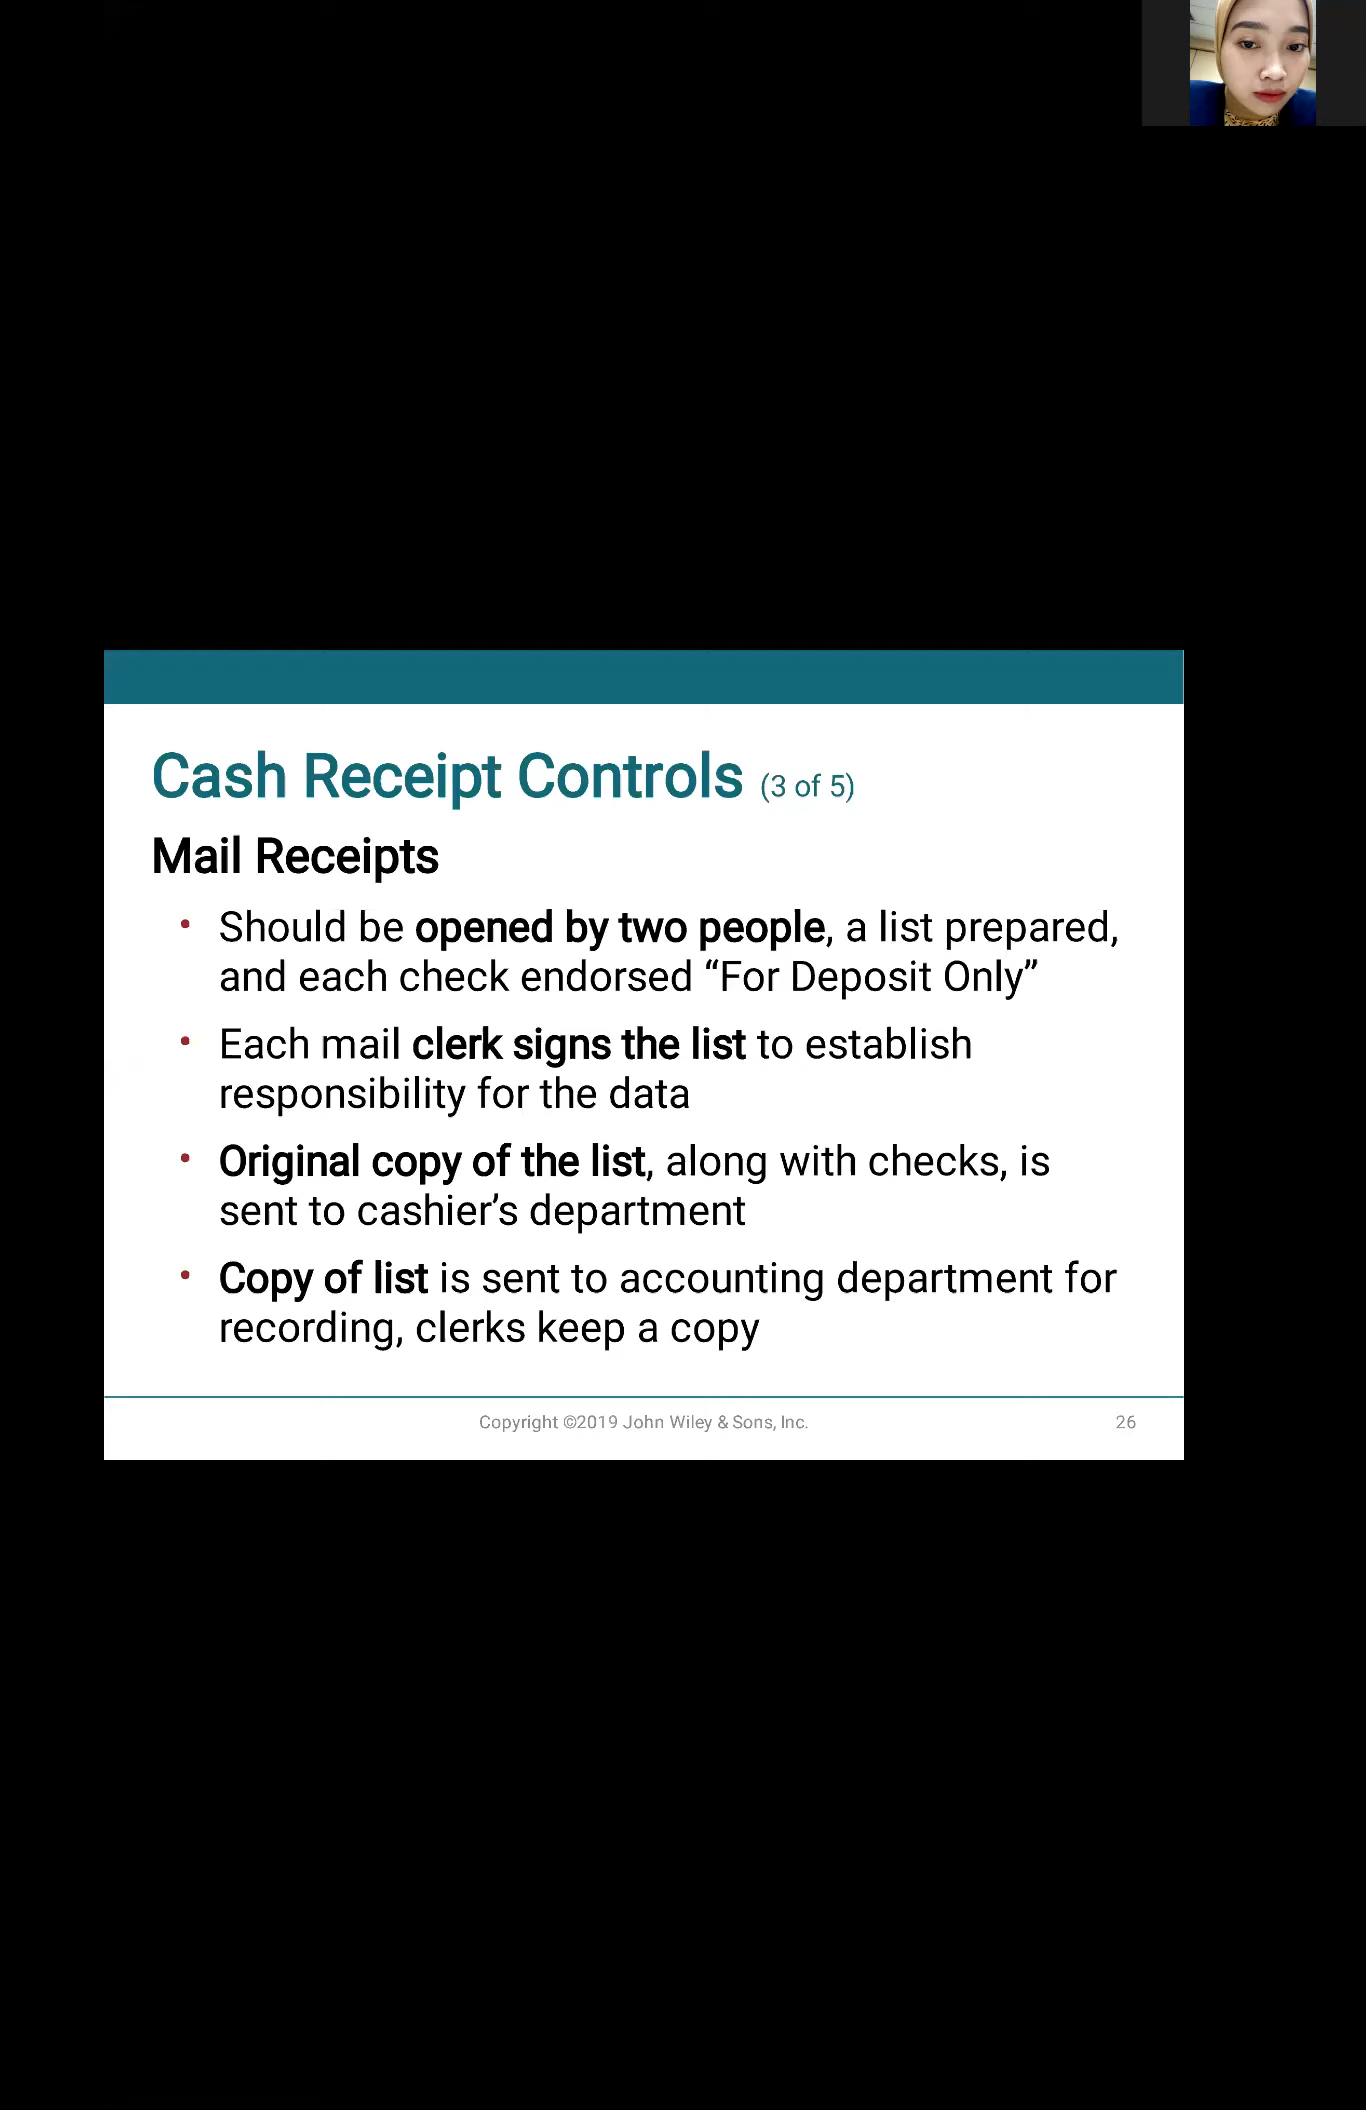 Cash Receipt Controls (3 of 5)
Mail Receipts
• Should be opened by two people, a list prepared,
and each check endorsed “For Deposit Only”
• Each mail clerk signs the list to establish
responsibility for the data
• Original copy of the list, along with checks, is
sent to cashier’s department
• Copy of list is sent to accounting department for
recording, clerks keep a copy
Copyright ©2019 John Wiley & Sons, Inc.
26